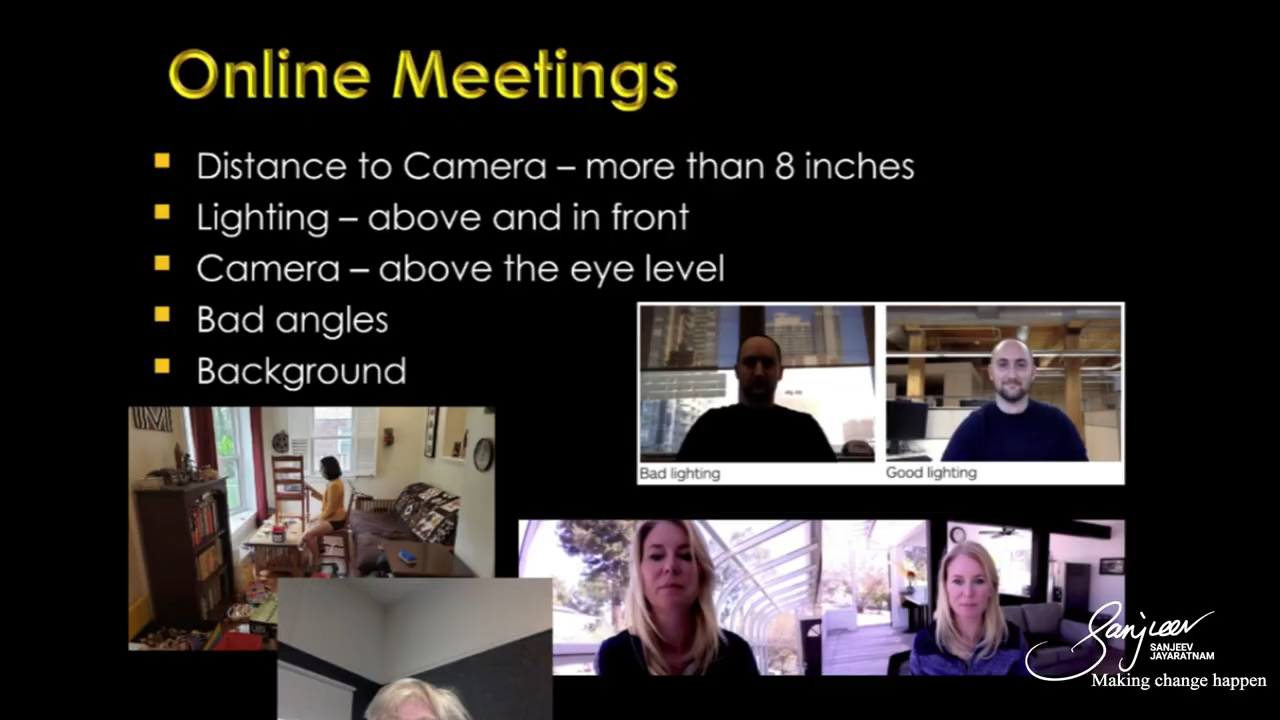 Online Meetings
Distance to Camera – more than 8 inches
Lighting – above and in front
Camera – above the eye level
Bad angles
Background
Bad lighting
Good lighting
Sanjeev
SANJEEV
JAYARATNAM
Making change happen